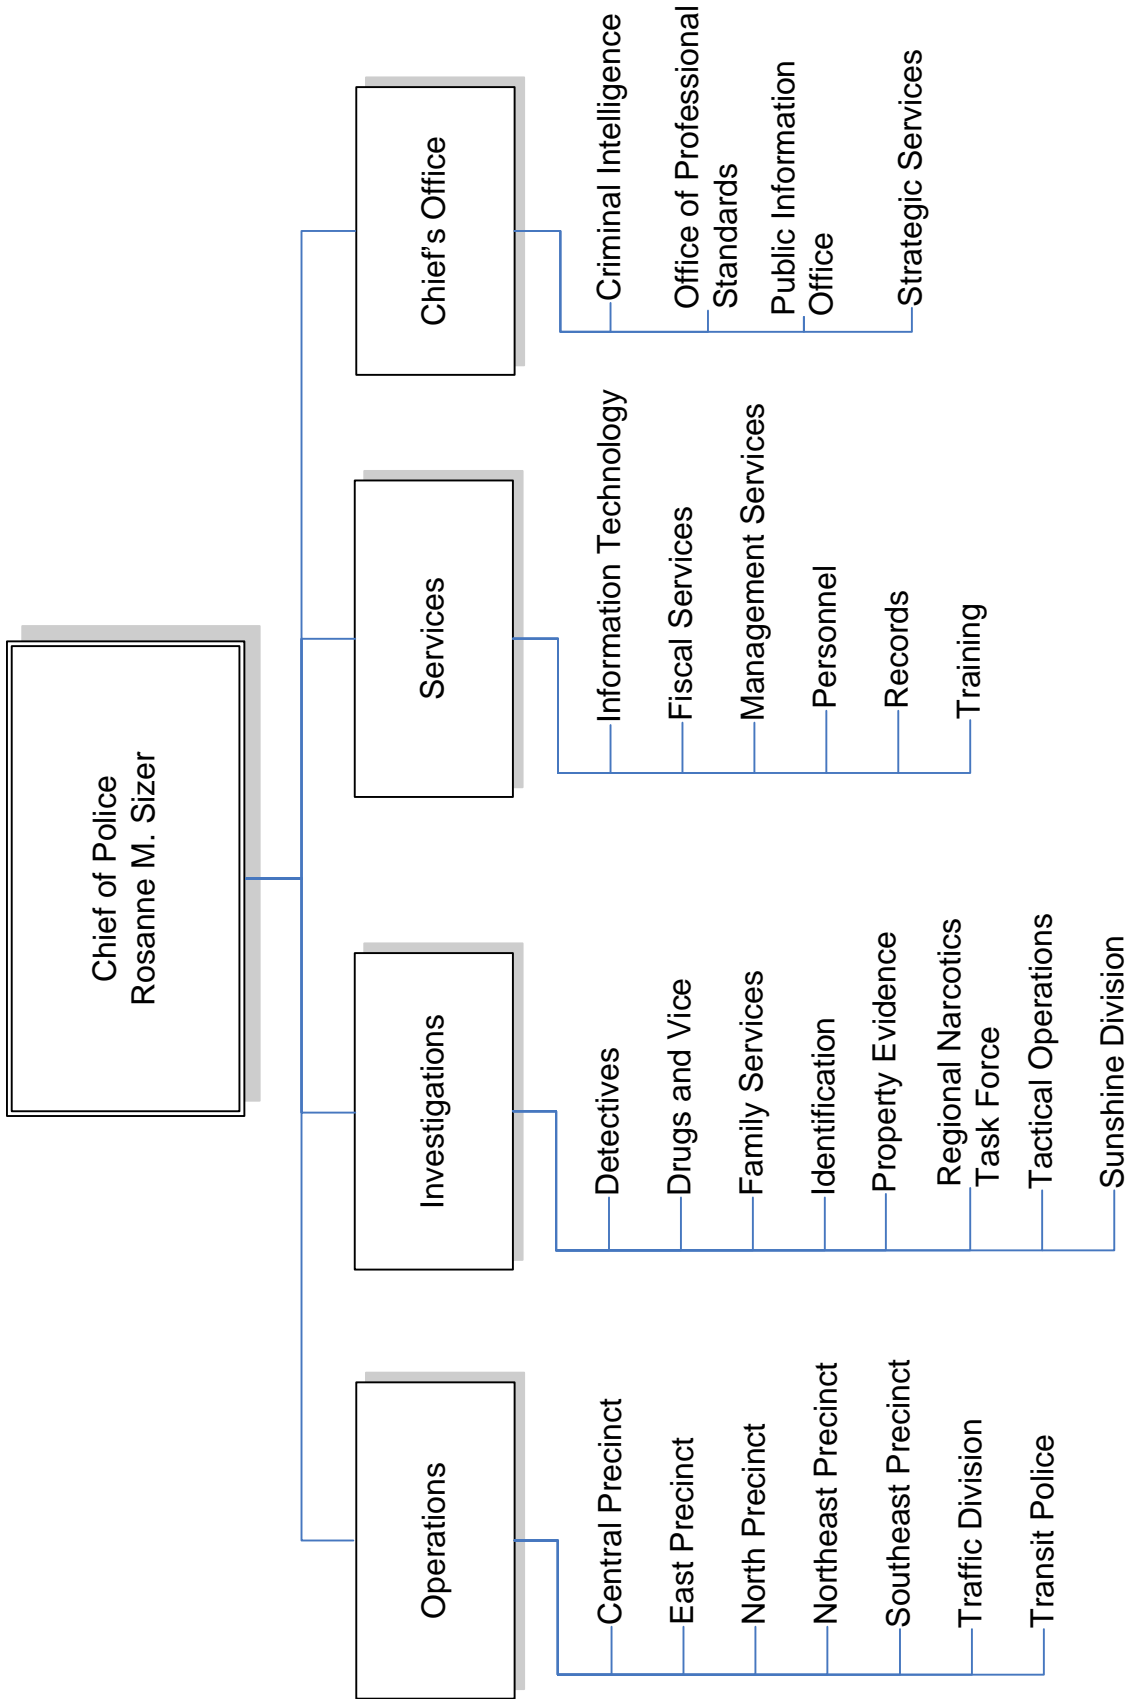 Chief of Police
Rosanne M. Sizer
Operations
Central Precinct
East Precinct
North Precinct
Northeast Precinct
Southeast Precinct
Traffic Division
Transit Police
Investigations
Detectives
Drugs and Vice
Family Services
Identification
Property Evidence
Regional Narcotics
Task Force
Tactical Operations
Sunshine Division
Services
Information Technology
Fiscal Services
Management Services
Personnel
Records
Training
Chief's Office
Criminal Intelligence
Office of Professional
Standards
Public Information
Office
Strategic Services